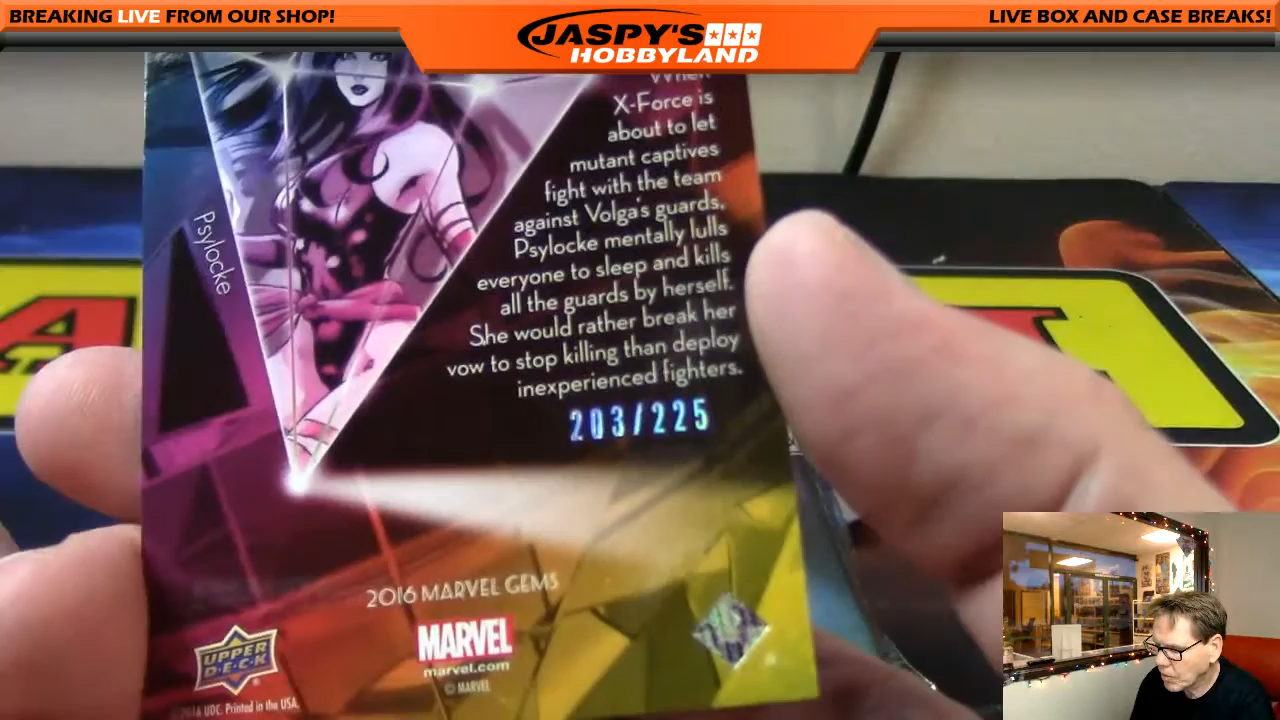 BREAKING LIVE FROM OUR SHOP!
JASPY'S
HOBBYLAND
LIVE BOX AND CASE BREAKS!
Psylocke
When
X-Force is
about to let
mutant captives
fight with the team
against Volga's guards,
Psylocke mentally lulls
everyone to sleep and kills
all the guards by herself.
She would rather break her
vow to stop killing than deploy
inexperienced fighters.
203/225
2016 MARVEL GEMS
UPPER
DECK
MARVEL
marvel.com
© MARVEL
2016 UDC. Printed in the USA.